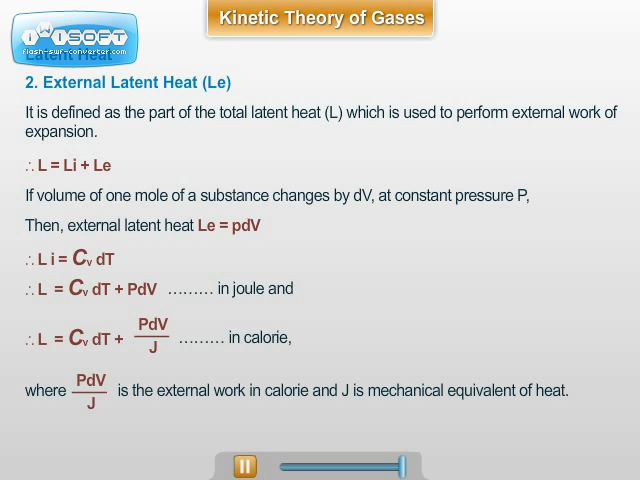 Kinetic Theory of Gases
iwisoft
flash-swf-converter.com
Latent Heat
2. External Latent Heat (Le)
It is defined as the part of the total latent heat (L) which is used to perform external work of
expansion.
∴ L = Li + Le
If volume of one mole of a substance changes by dV, at constant pressure P,
Then, external latent heat Le = pdV
∴ L i = Cv dT
∴ L = Cv dT + PdV ……… in joule and
∴ L = Cv dT + PdV/J ……… in calorie,
where PdV/J is the external work in calorie and J is mechanical equivalent of heat.